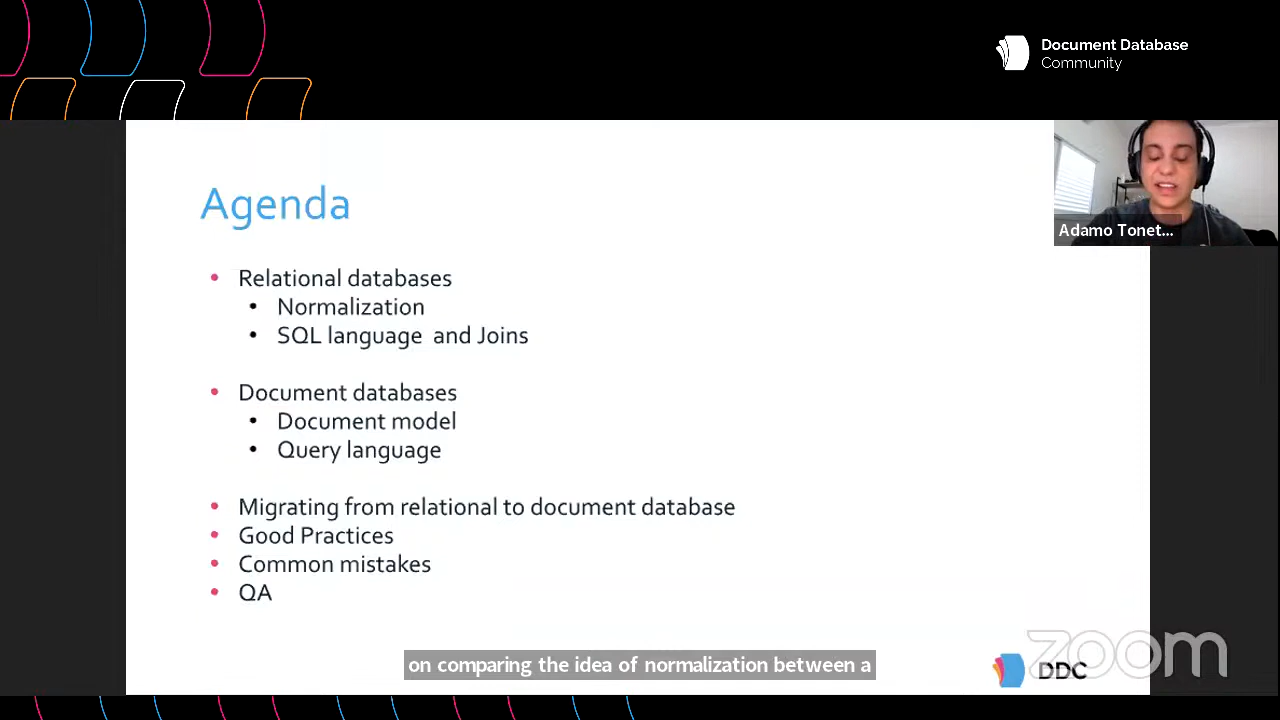 Document Database
Community
Adamo Tonet...
Agenda
• Relational databases
• Normalization
• SQL language and Joins
• Document databases
• Document model
• Query language
• Migrating from relational to document database
• Good Practices
• Common mistakes
• QA
on comparing the idea of normalization between a
DDC
zoom